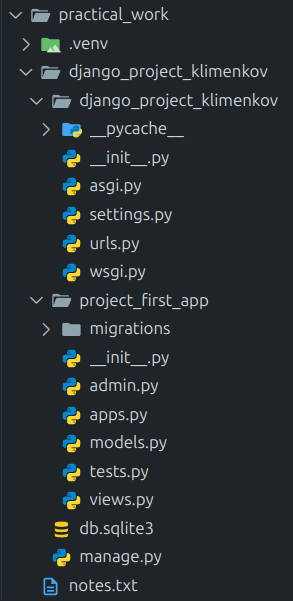 practical_work
.venv
django_project_klimenkov
django_project_klimenkov
__pycache__
__init__.py
asgi.py
settings.py
urls.py
wsgi.py
project_first_app
migrations
__init__.py
admin.py
apps.py
models.py
tests.py
views.py
db.sqlite3
manage.py
notes.txt